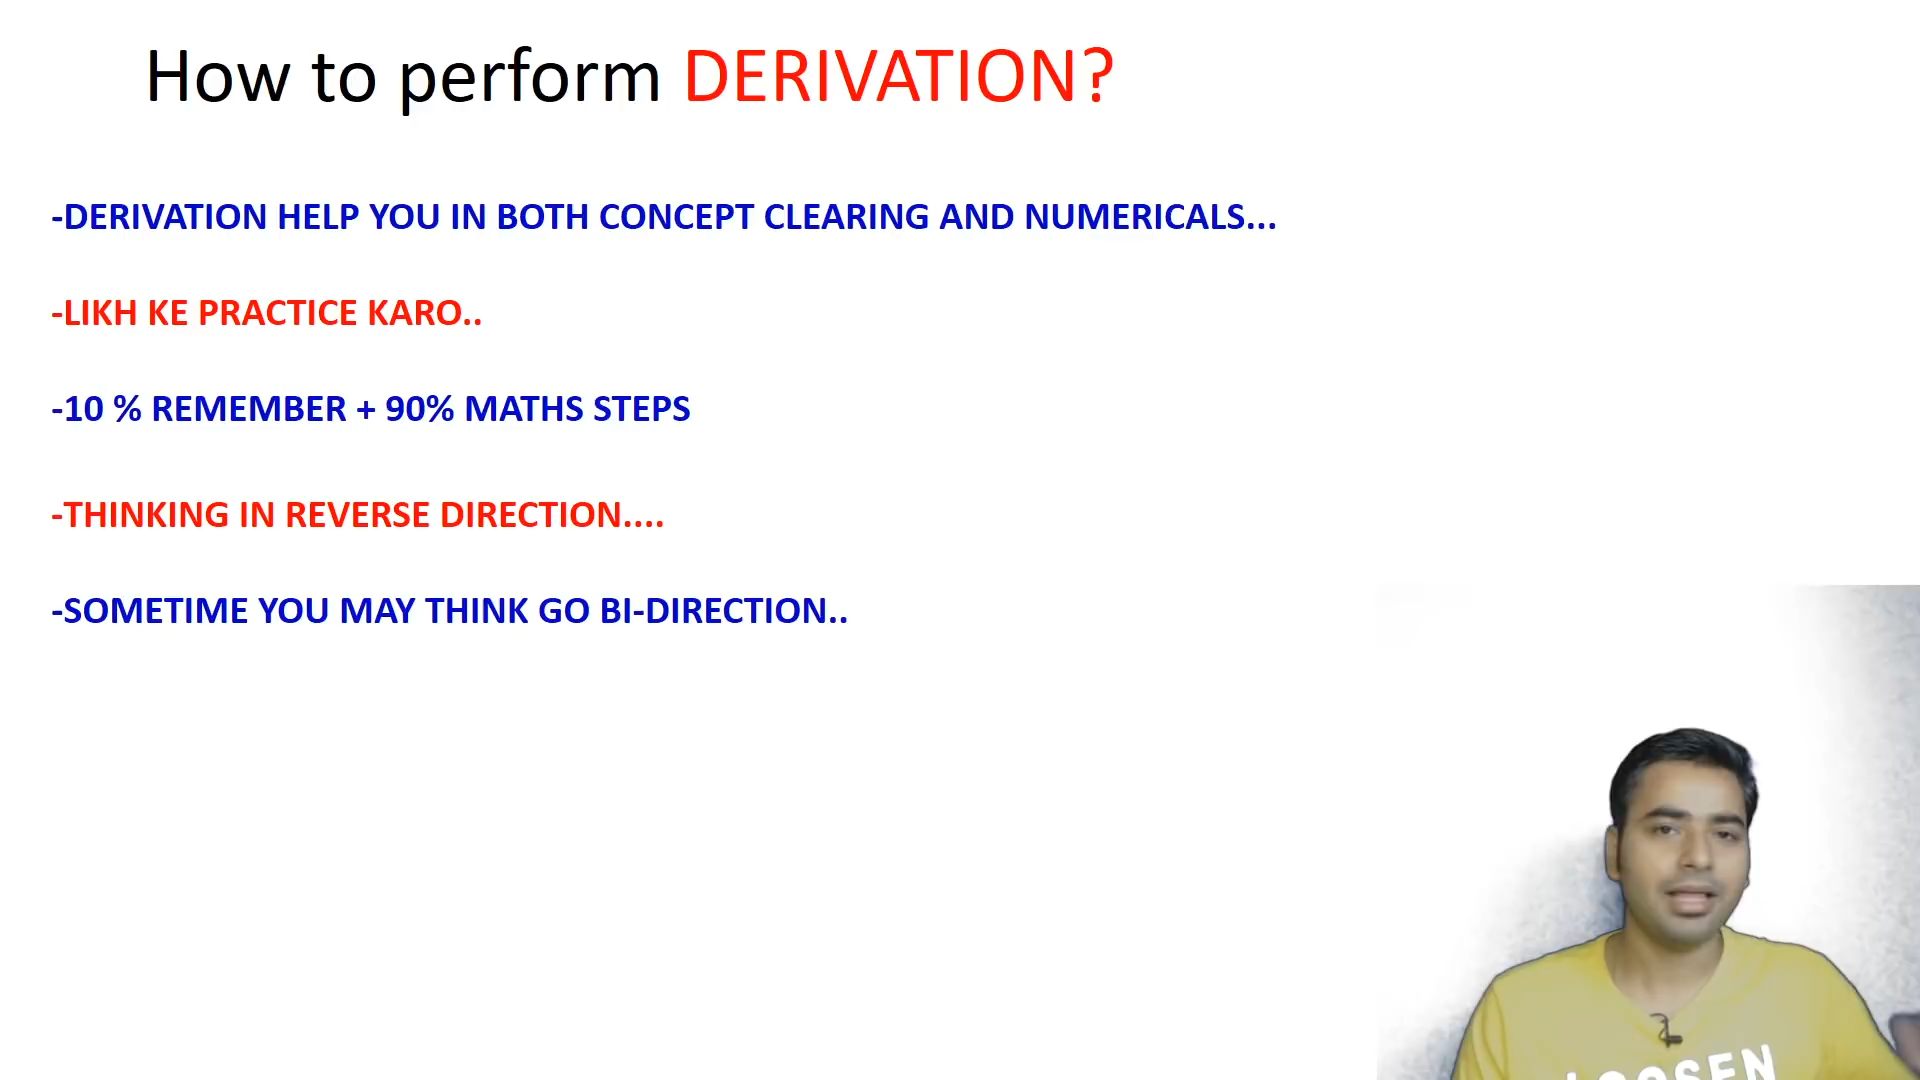 How to perform DERIVATION?
-DERIVATION HELP YOU IN BOTH CONCEPT CLEARING AND NUMERICALS...
-LIKH KE PRACTICE KARO..
-10 % REMEMBER + 90% MATHS STEPS
-THINKING IN REVERSE DIRECTION....
-SOMETIME YOU MAY THINK GO BI-DIRECTION..